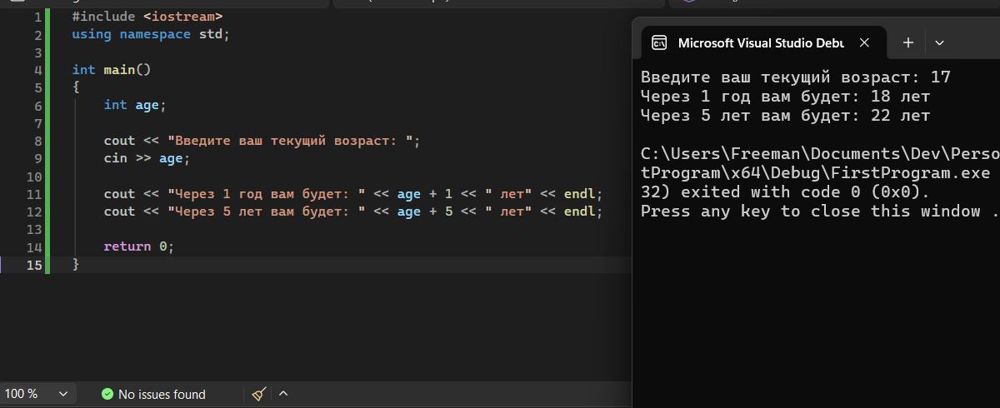 1 #include <iostream>
2 using namespace std;
3
4 int main()
5 {
6 int age;
7
8 cout << "Введите ваш текущий возраст: ";
9 cin >> age;
10
11 cout << "Через 1 год вам будет: " << age + 1 << " лет" << endl;
12 cout << "Через 5 лет вам будет: " << age + 5 << " лет" << endl;
13
14 return 0;
15 }
100 %
No issues found
Microsoft Visual Studio Debu
Введите ваш текущий возраст: 17
Через 1 год вам будет: 18 лет
Через 5 лет вам будет: 22 лет
C:\Users\Freeman\Documents\Dev\Perso
tProgram\x64\Debug\FirstProgram.exe
32) exited with code 0 (0x0).
Press any key to close this window .